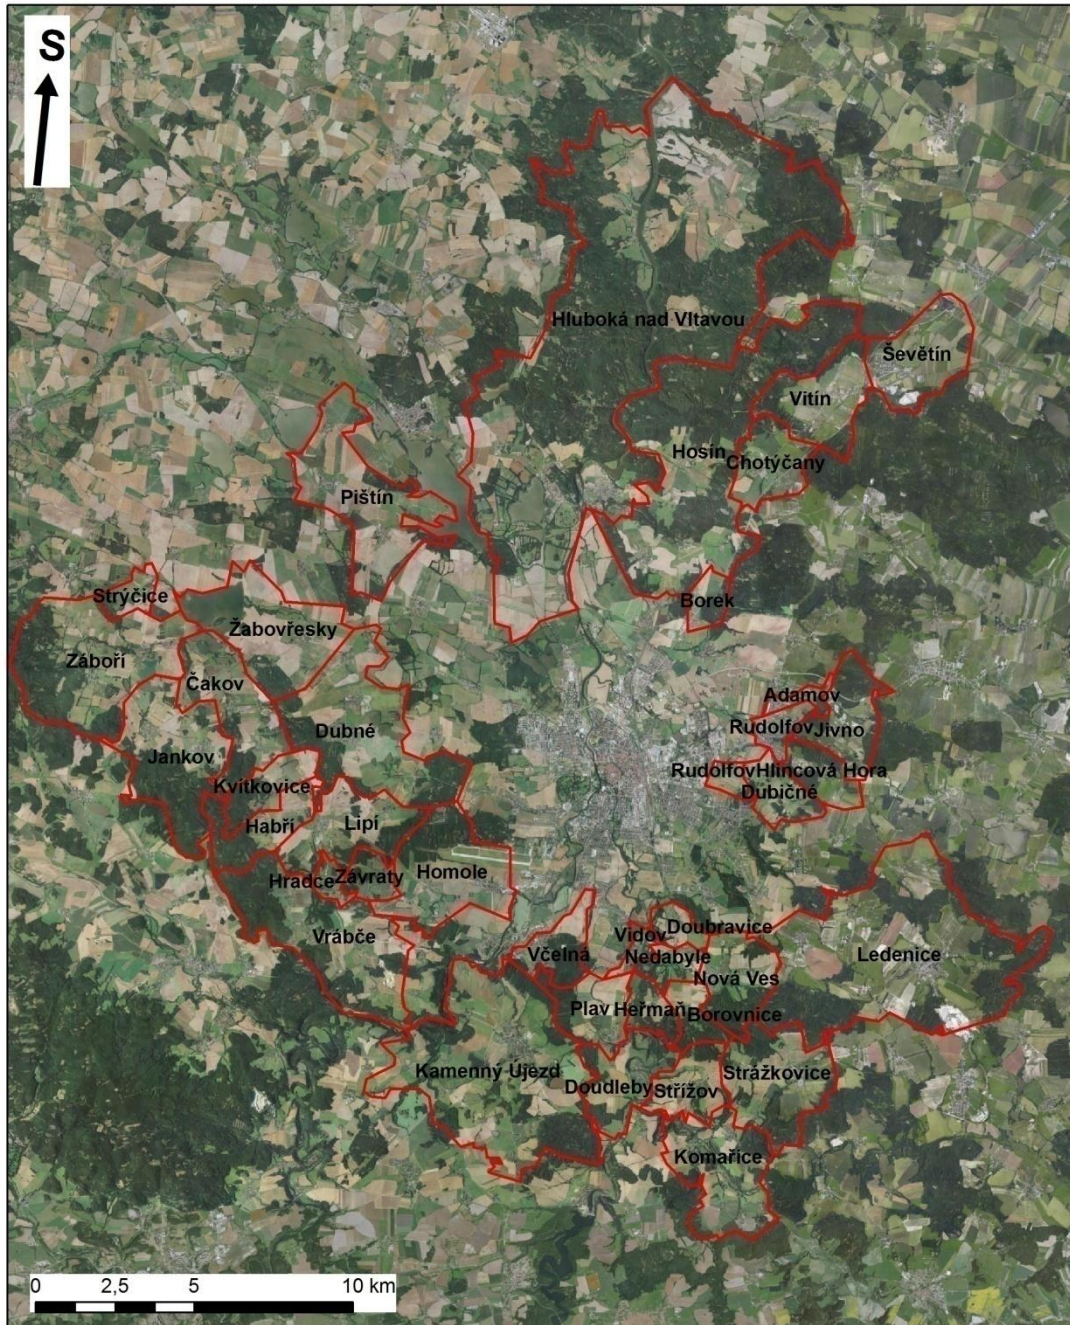 S
Hluboká nad Vltavou
Ševětín
Vitín
Hosín
Chotýčany
Pištín
Strýčice
Borek
Žabovřesky
Záboří
Čakov
Adamov
Rudolfov
Jivno
Dubné
Jankov
Rudolfov
Hlincová Hora
Kvítkovice
Dubičné
Habří
Lipí
Hradce
Závraty
Homole
Vrábče
Doubravice
Vidov
Včelná
Nedabyle
Ledenice
Nová Ves
Plav
Heřmaň
Borovnice
Kamenný Újezd
Strážkovice
Doudleby
Střížov
Komařice
0 2,5 5 10 km